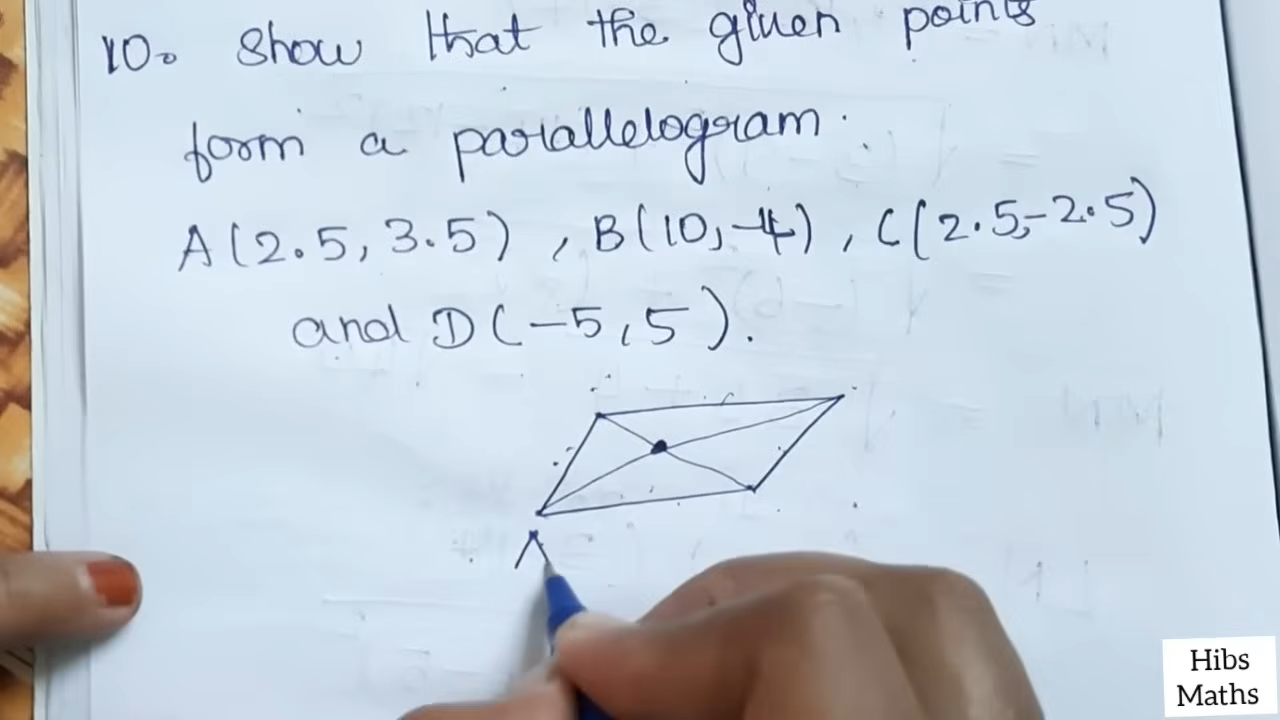 10. Show that the given points
form a parallelogram.
A(2.5, 3.5), B(10, -4), C(2.5, -2.5)
and D(-5, 5).
A
Hibs
Maths